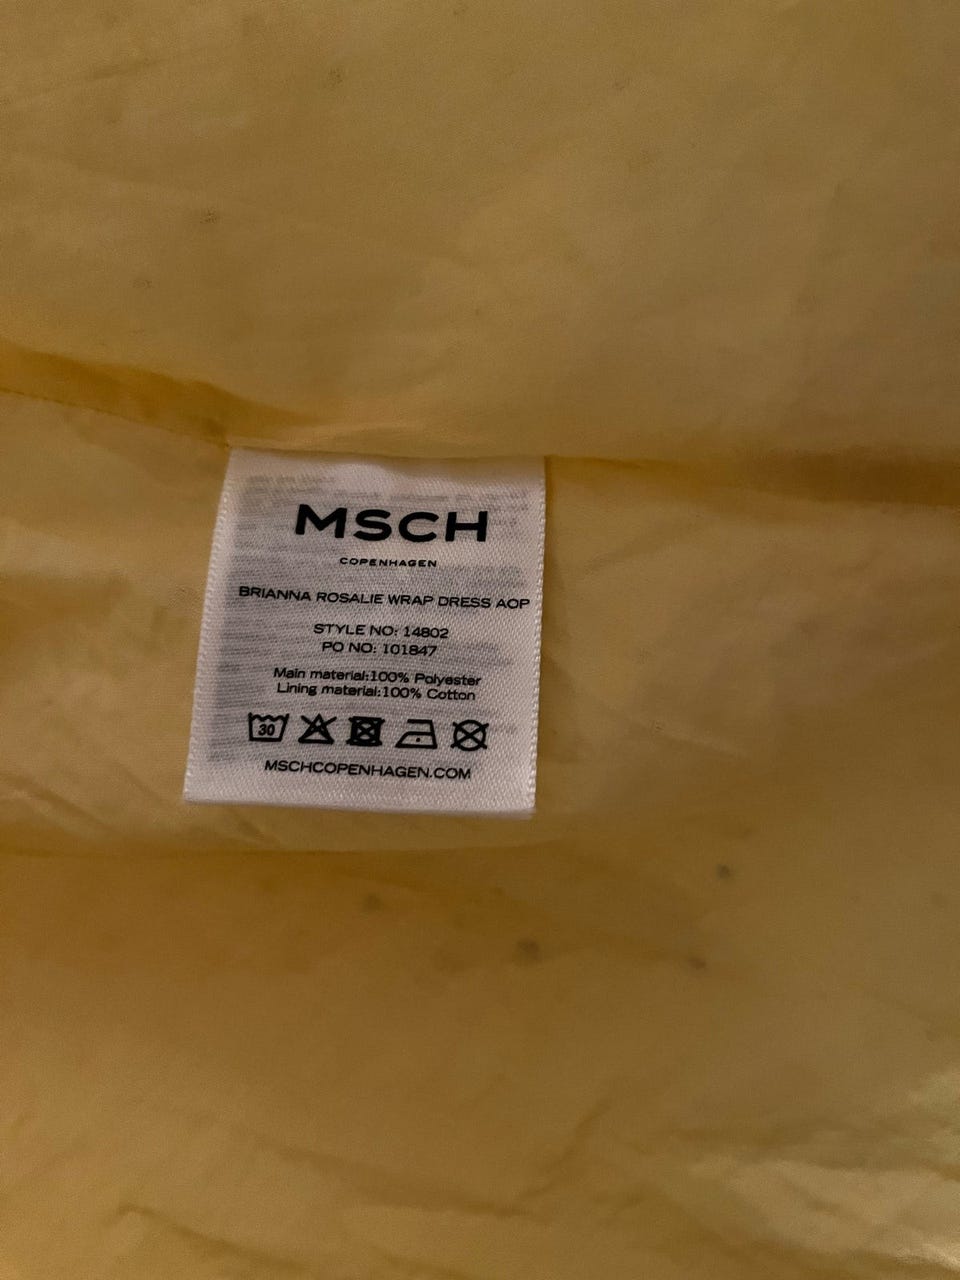 MSCH
COPENHAGEN
BRIANNA ROSALIE WRAP DRESS AOP
STYLE NO: 14802
PO NO: 101847
Main material:100% Polyester
Lining material:100% Cotton
30
MSCHCOPENHAGEN.COM